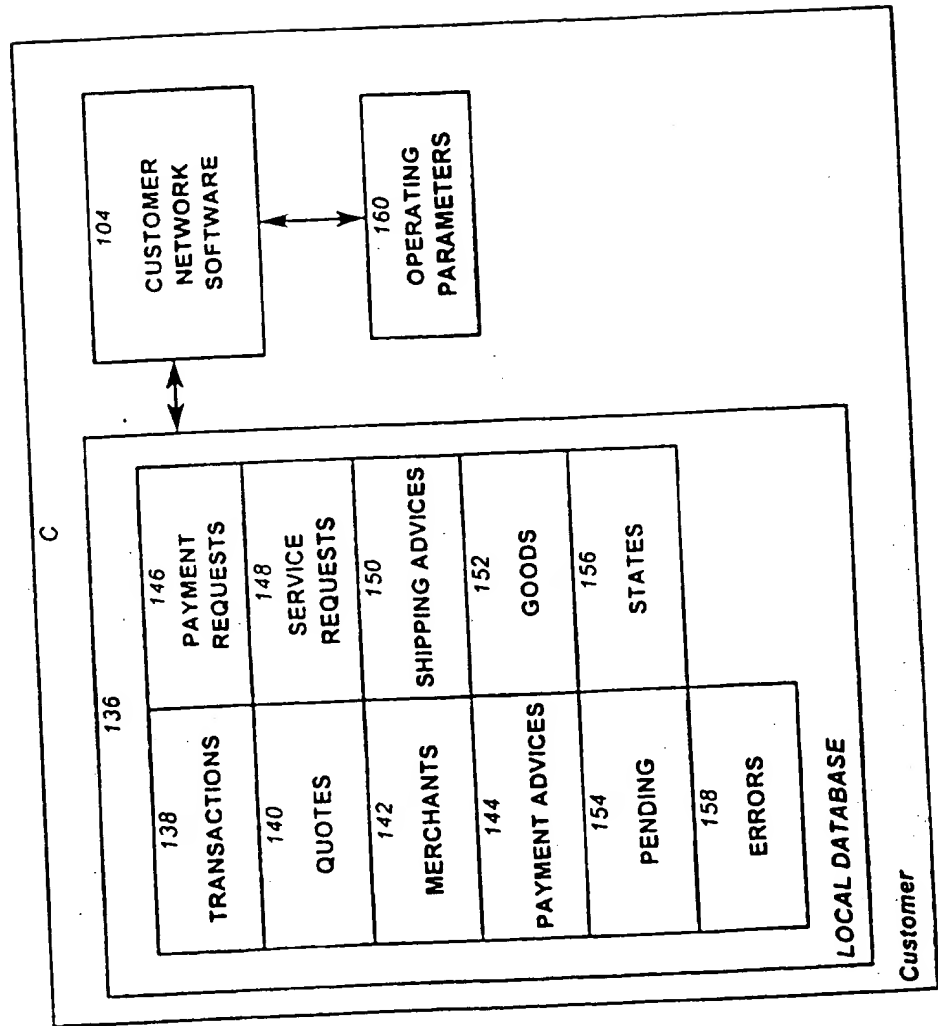 C
136
138
TRANSACTIONS
146
PAYMENT
REQUESTS
140
QUOTES
148
SERVICE
REQUESTS
142
MERCHANTS
150
SHIPPING ADVICES
144
PAYMENT ADVICES
152
GOODS
154
PENDING
156
STATES
158
ERRORS
LOCAL DATABASE
104
CUSTOMER
NETWORK
SOFTWARE
160
OPERATING
PARAMETERS
Customer